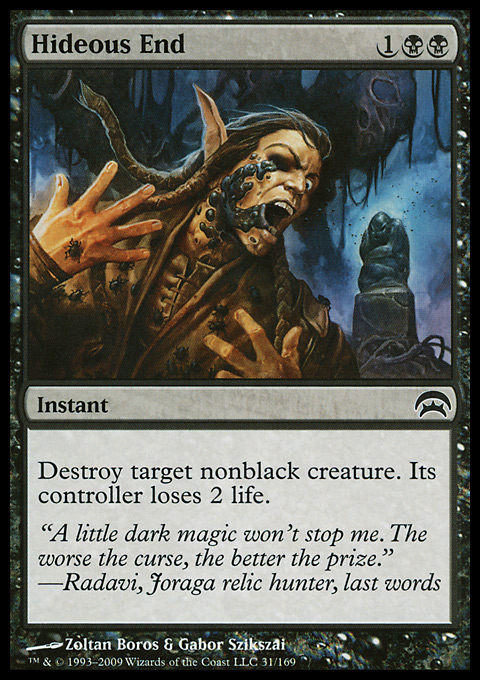 Hideous End 1
Instant
Destroy target nonblack creature. Its
controller loses 2 life.
“A little dark magic won’t stop me. The
worse the curse, the better the prize.”
—Radavi, Joraga relic hunter, last words
Zoltan Boros & Gabor Szikszai
™ & © 1993–2009 Wizards of the Coast LLC 31/169